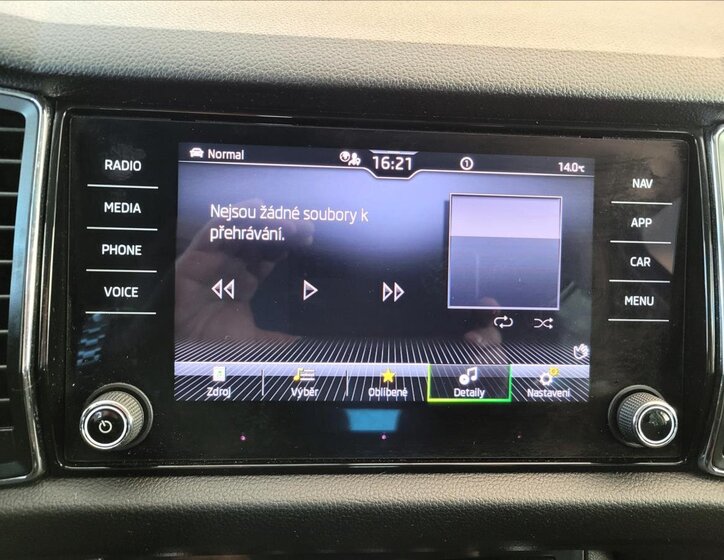 RADIO
MEDIA
PHONE
VOICE
Normal
16:21
1
14.0°C
Nejsou žádné soubory k
přehrávání.
Zdroj
Výběr
Oblíbené
Detaily
Nastavení
NAV
APP
CAR
MENU